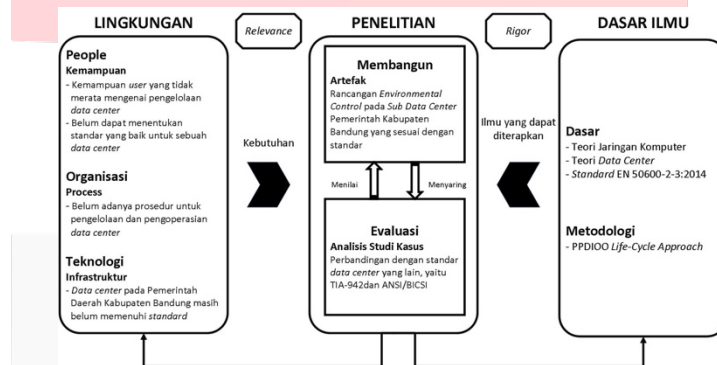 LINGKUNGAN
People
Kemampuan
- Kemampuan user yang tidak
merata mengenai pengelolaan
data center
- Belum dapat menentukan
standar yang baik untuk sebuah
data center
Organisasi
Process
- Belum adanya prosedur untuk
pengelolaan dan pengoperasian
data center
Teknologi
Infrastruktur
- Data center pada Pemerintah
Daerah Kabupaten Bandung masih
belum memenuhi standard
Relevance
Kebutuhan
PENELITIAN
Membangun
Artefak
Rancangan Environmental
Control pada Sub Data Center
Pemerintah Kabupaten
Bandung yang sesuai dengan
standar
Menilai
Menyaring
Evaluasi
Analisis Studi Kasus
Perbandingan dengan standar
data center yang lain, yaitu
TIA-942dan ANSI/BICSI
Rigor
Ilmu yang dapat
diterapkan
DASAR ILMU
Dasar
- Teori Jaringan Komputer
- Teori Data Center
- Standard EN 50600-2-3:2014
Metodologi
- PPDIOO Life-Cycle Approach